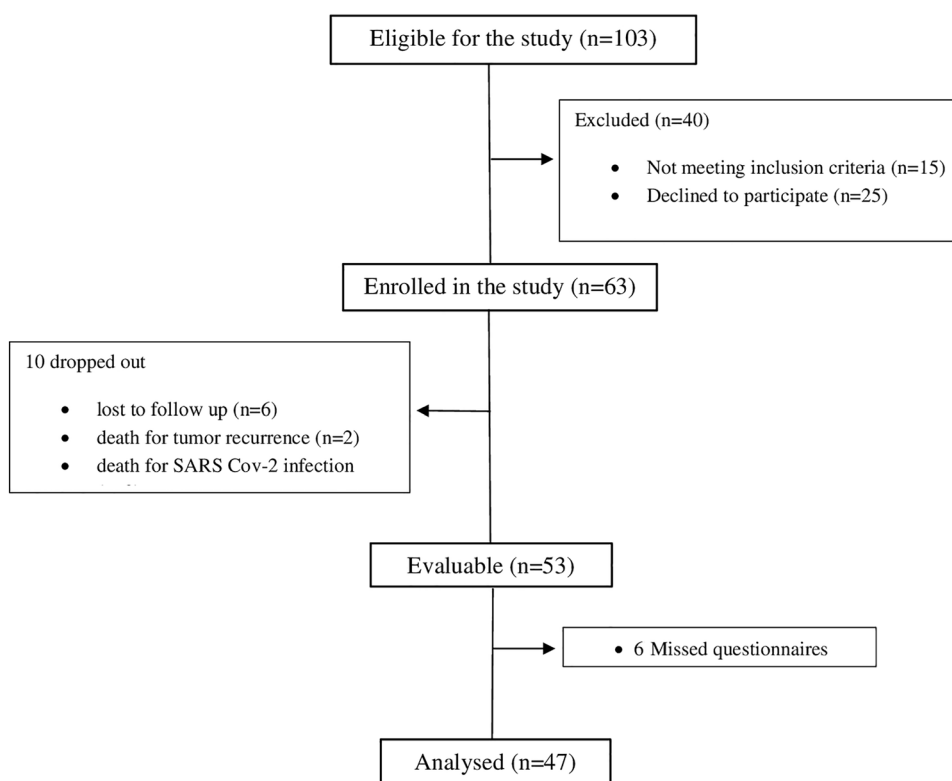 Eligible for the study (n=103)
Excluded (n=40)
• Not meeting inclusion criteria (n=15)
• Declined to participate (n=25)
Enrolled in the study (n=63)
10 dropped out
• lost to follow up (n=6)
• death for tumor recurrence (n=2)
• death for SARS Cov-2 infection
Evaluable (n=53)
• 6 Missed questionnaires
Analysed (n=47)